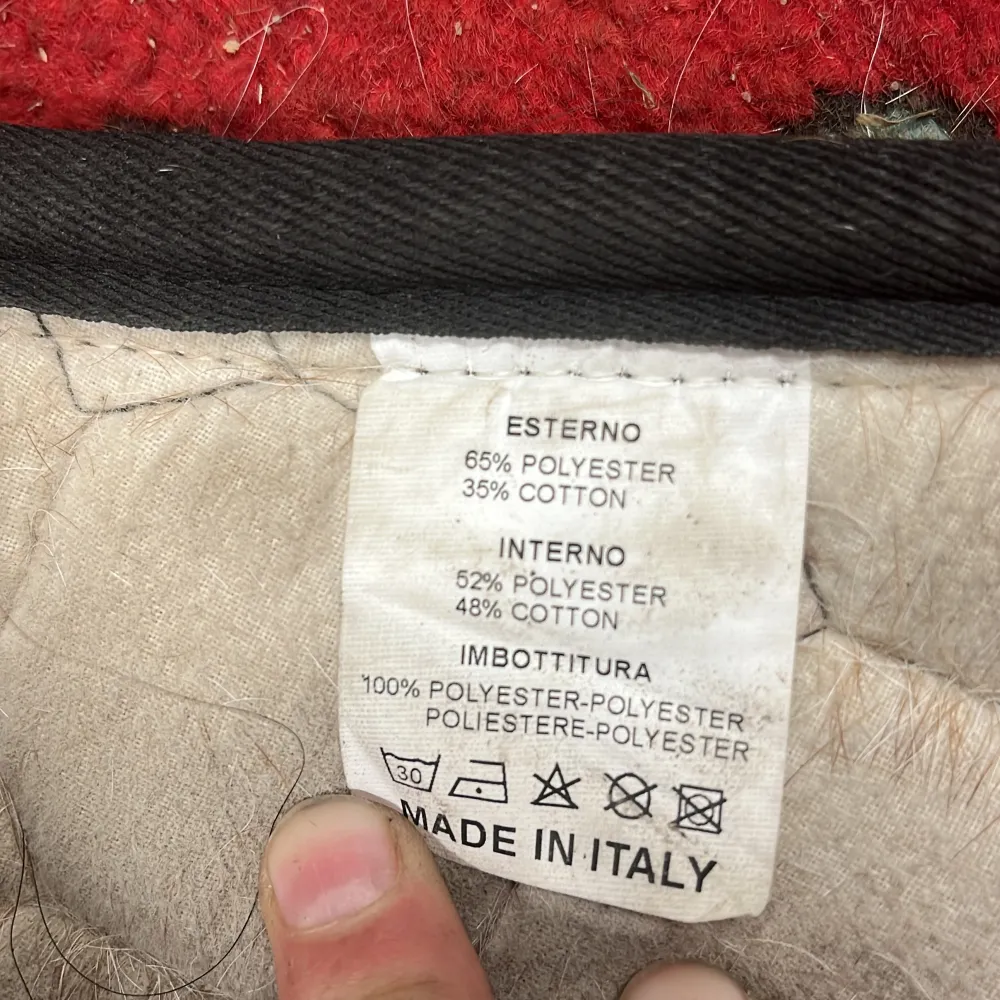 ESTERNO
65% POLYESTER
35% COTTON
INTERNO
52% POLYESTER
48% COTTON
IMBOTTITURA
100% POLYESTER-POLYESTER
POLIESTERE-POLYESTER
30
MADE IN ITALY